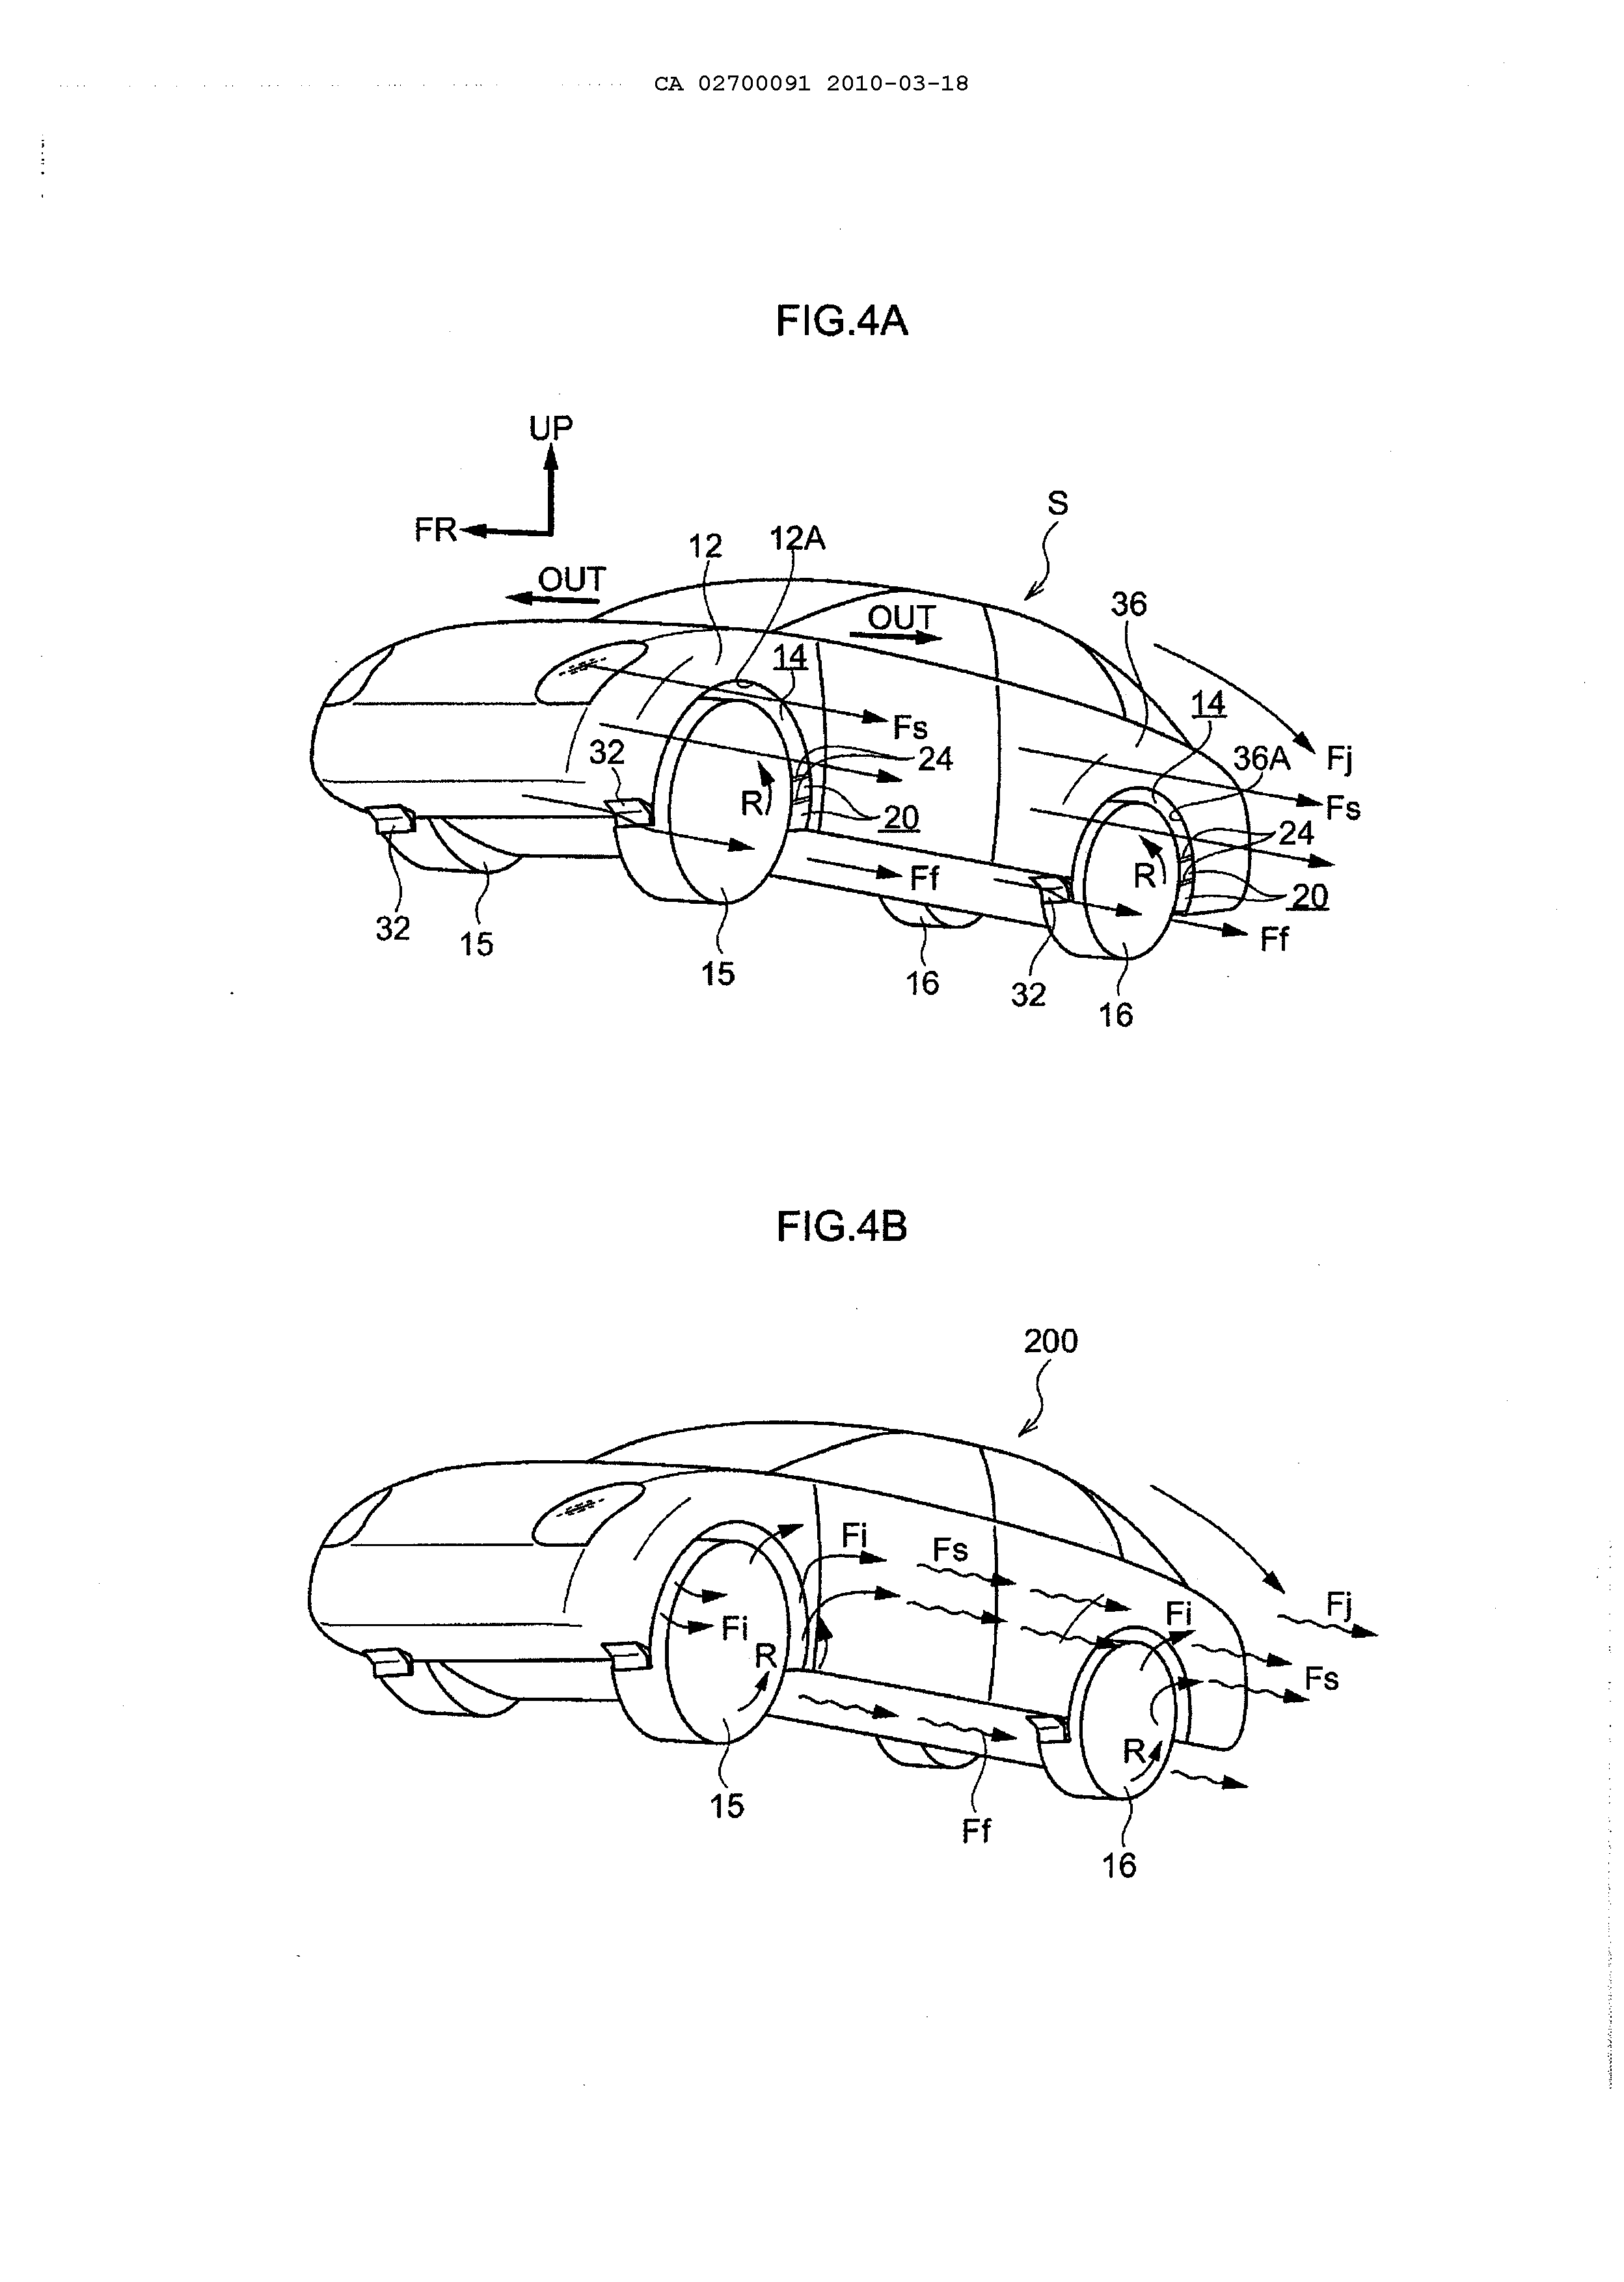 CA 02700091 2010-03-18
FIG.4A
UP
FR
S
12 12A
OUT
OUT
36
14
14
Fs
Fj
32
24
36A
Fs
R
20
24
Ff
R
20
32
15
Ff
15
16
32
16
FIG.4B
200
Fi
Fs
Fj
Fi
Fi
R
Fs
R
15
Ff
16